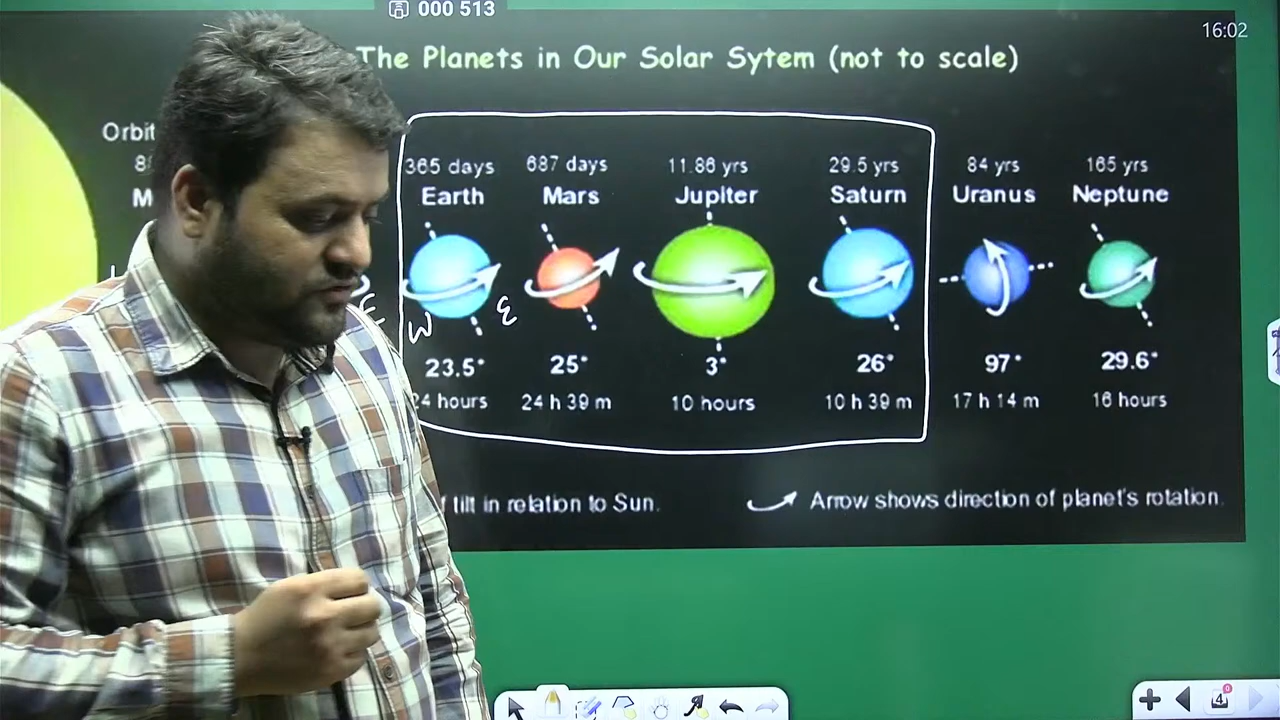 000 513
16:02
The Planets in Our Solar Sytem (not to scale)
Orbit
365 days 687 days 11.86 yrs 29.5 yrs 84 yrs 165 yrs
M Earth Mars Jupiter Saturn Uranus Neptune
W E
23.5° 25° 3° 26° 97° 29.6°
24 hours 24 h 39 m 10 hours 10 h 39 m 17 h 14 m 16 hours
tilt in relation to Sun. Arrow shows direction of planet's rotation.
4